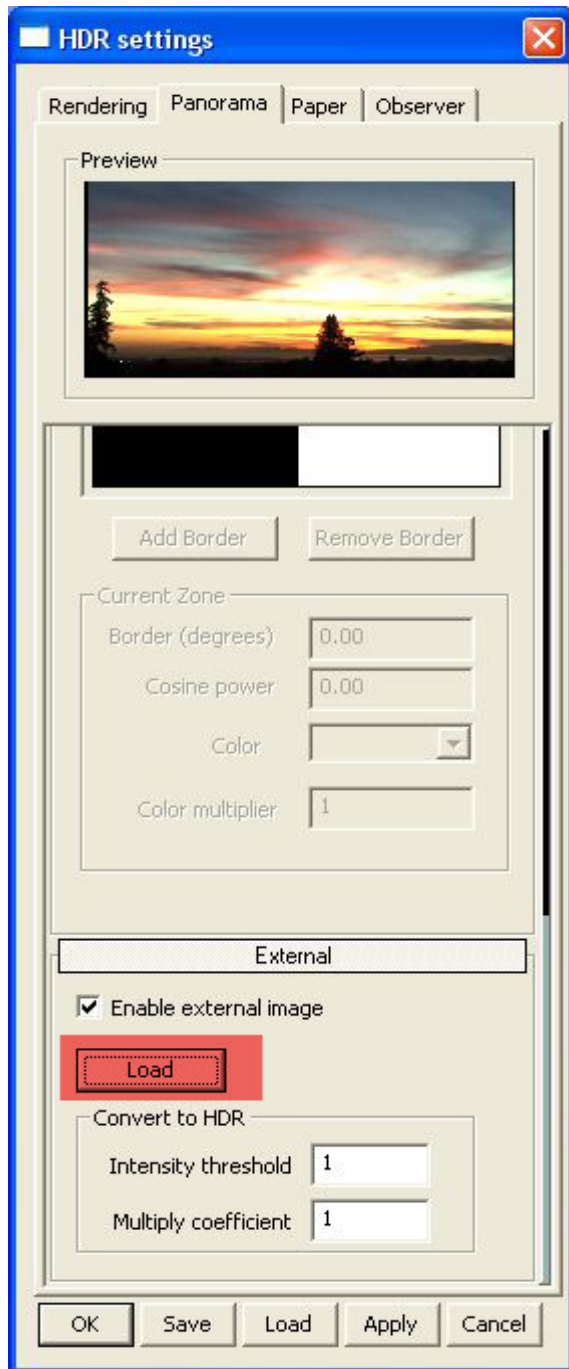 HDR settings
Rendering Panorama Paper Observer
Preview
Add Border Remove Border
Current Zone
Border (degrees) 0.00
Cosine power 0.00
Color
Color multiplier 1
External
Enable external image
Load
Convert to HDR
Intensity threshold 1
Multiply coefficient 1
OK Save Load Apply Cancel